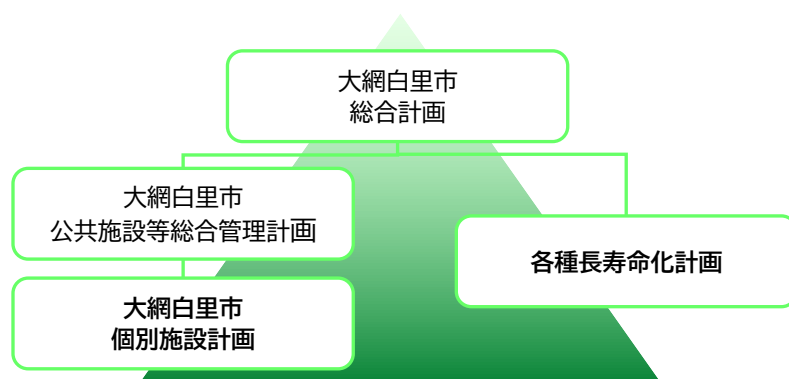 大網白里市
総合計画
大網白里市
公共施設等総合管理計画
各種長寿命化計画
大網白里市
個別施設計画